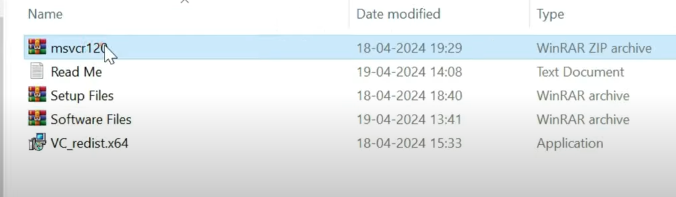 Name Date modified Type
msvcr120 18-04-2024 19:29 WinRAR ZIP archive
Read Me 19-04-2024 14:08 Text Document
Setup Files 18-04-2024 18:40 WinRAR archive
Software Files 19-04-2024 13:41 WinRAR archive
VC_redist.x64 18-04-2024 15:33 Application